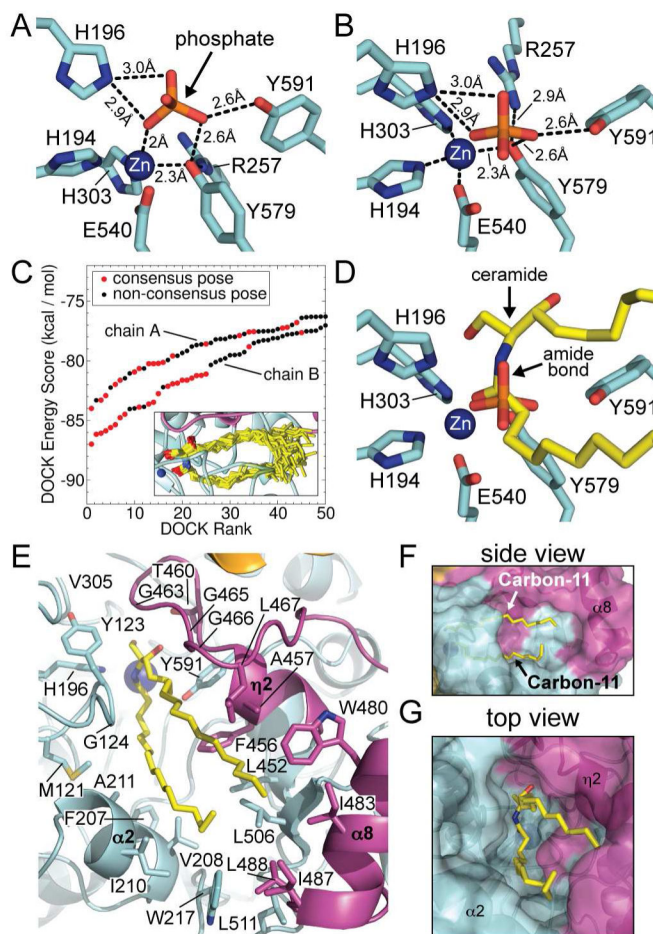 A
H196
phosphate
3.0Å
2.9Å
2Å
2.6Å
Y591
H194
Zn
2.6Å
R257
H303
2.3Å
E540
Y579
B
H196
R257
3.0Å
2.9Å
2.9Å
H303
2.6Å
Y591
Zn
2.6Å
2.3Å
H194
Y579
E540
C
DOCK Energy Score (kcal / mol)
-75
-80
-85
-90
consensus pose
non-consensus pose
chain A
chain B
0
10
20
30
40
50
DOCK Rank
D
ceramide
H196
amide
bond
H303
Y591
Zn
H194
Y579
E540
E
V305
T460
G463
G465
Y123
G466
L467
Y591
A457
H196
η2
W480
G124
F456
L452
M121
A211
I483
F207
α2
α8
L506
V208
L488
I487
I210
W217
L511
F
side view
Carbon-11
α8
Carbon-11
G
top view
η2
α2